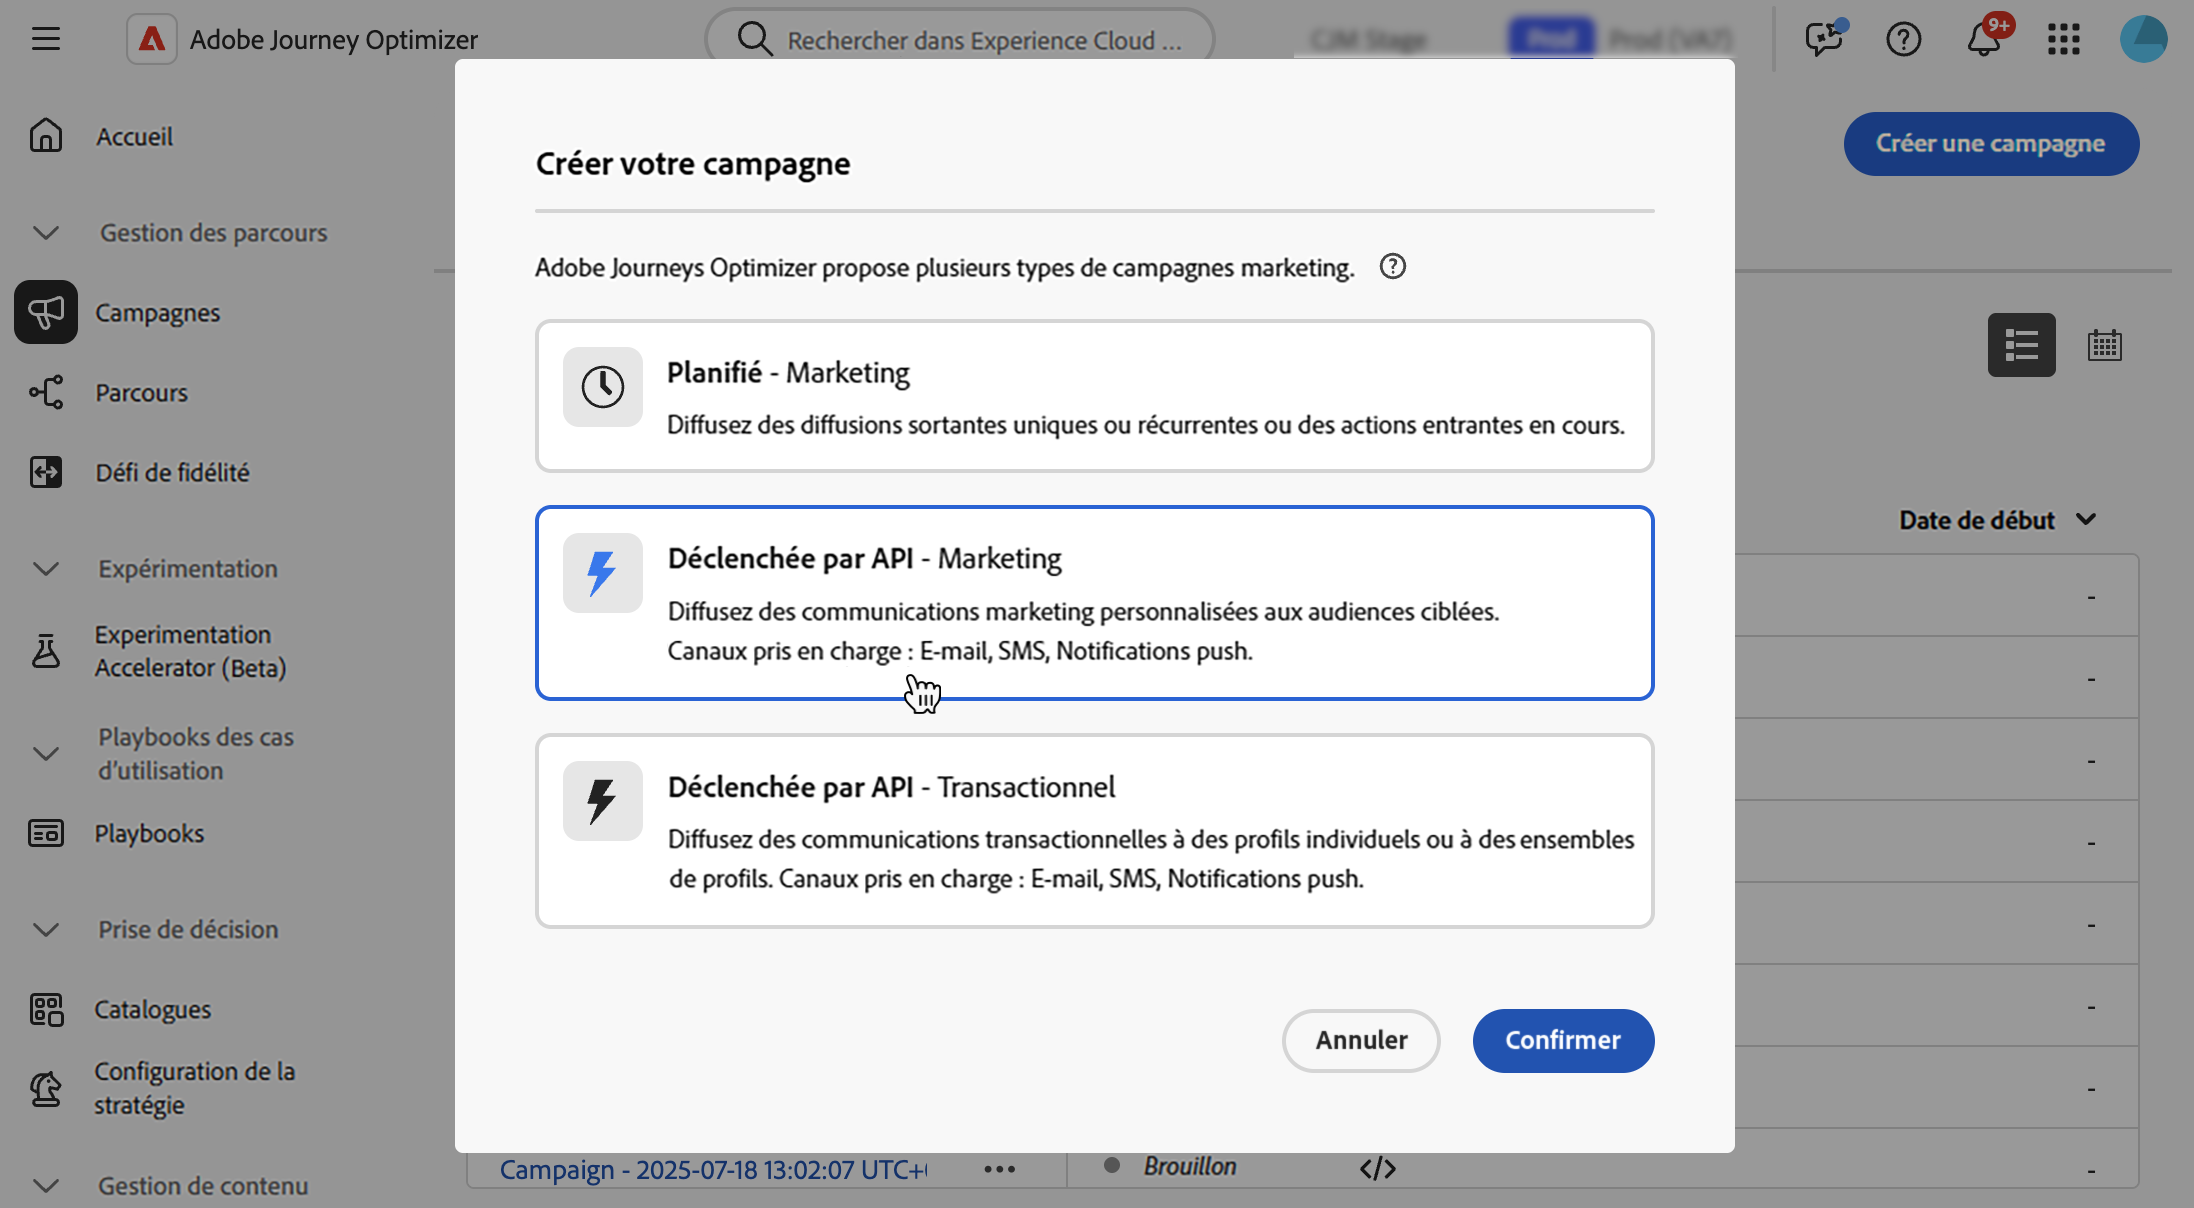 Adobe Journey Optimizer
Rechercher dans Experience Cloud ...
CJM Stage
Prod
Prod (VA7)
9+
Accueil
Créer une campagne
Gestion des parcours
Campagnes
Parcours
Défi de fidélité
Expérimentation
Experimentation
Accelerator (Beta)
Playbooks des cas
d'utilisation
Playbooks
Prise de décision
Catalogues
Configuration de la
stratégie
Gestion de contenu
Créer votre campagne
Adobe Journeys Optimizer propose plusieurs types de campagnes marketing.
Planifié - Marketing
Diffusez des diffusions sortantes uniques ou récurrentes ou des actions entrantes en cours.
Déclenchée par API - Marketing
Diffusez des communications marketing personnalisées aux audiences ciblées.
Canaux pris en charge : E-mail, SMS, Notifications push.
Déclenchée par API - Transactionnel
Diffusez des communications transactionnelles à des profils individuels ou à des ensembles
de profils. Canaux pris en charge : E-mail, SMS, Notifications push.
Annuler
Confirmer
Date de début
-
-
-
-
-
-
-
Campaign - 2025-07-18 13:02:07 UTC+
Brouillon
-